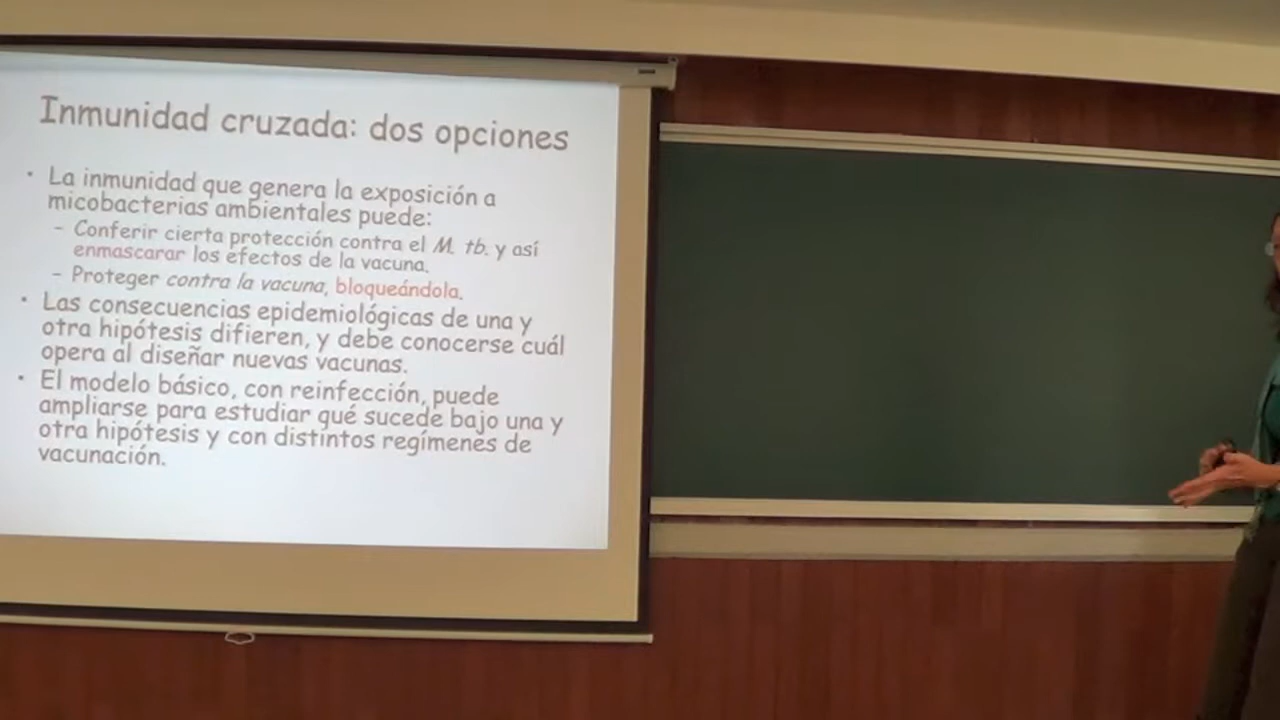 Inmunidad cruzada: dos opciones
• La inmunidad que genera la exposición a
micobacterias ambientales puede:
– Conferir cierta protección contra el M. tb. y así
enmascarar los efectos de la vacuna.
– Proteger contra la vacuna, bloqueándola.
• Las consecuencias epidemiológicas de una y
otra hipótesis difieren, y debe conocerse cuál
opera al diseñar nuevas vacunas.
• El modelo básico, con reinfección, puede
ampliarse para estudiar qué sucede bajo una y
otra hipótesis y con distintos regímenes de
vacunación.